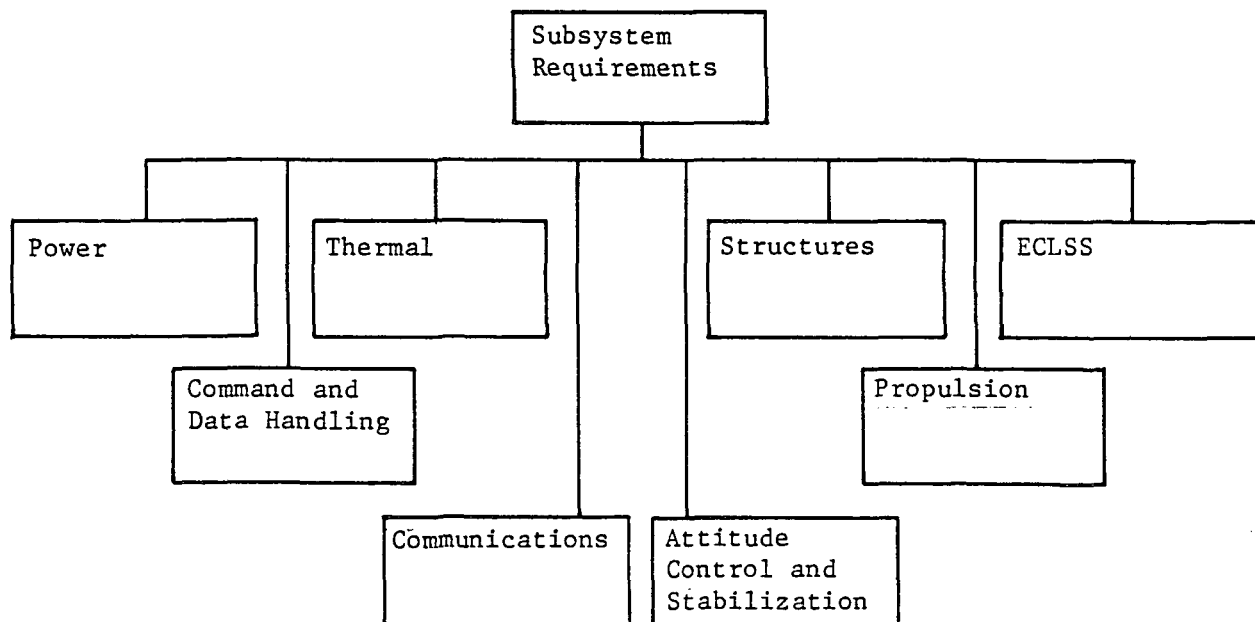 Subsystem
Requirements
Power
Thermal
Structures
ECLSS
Command and
Data Handling
Propulsion
Communications
Attitude
Control and
Stabilization